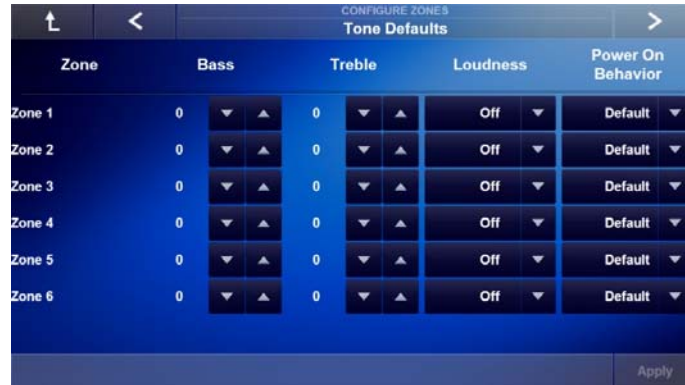 CONFIGURE ZONES
Tone Defaults
Zone Bass Treble Loudness Power On Behavior
Zone 1 0 0 Off Default
Zone 2 0 0 Off Default
Zone 3 0 0 Off Default
Zone 4 0 0 Off Default
Zone 5 0 0 Off Default
Zone 6 0 0 Off Default
Apply